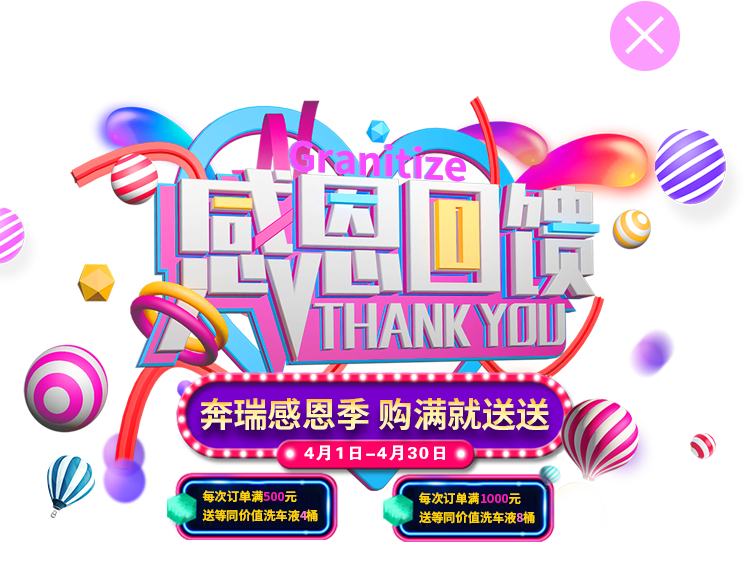 Granitize
感恩回馈
THANK YOU
奔瑞感恩季 购满就送送
4月1日-4月30日
每次订单满500元
送等同价值洗车液4桶
每次订单满1000元
送等同价值洗车液8桶